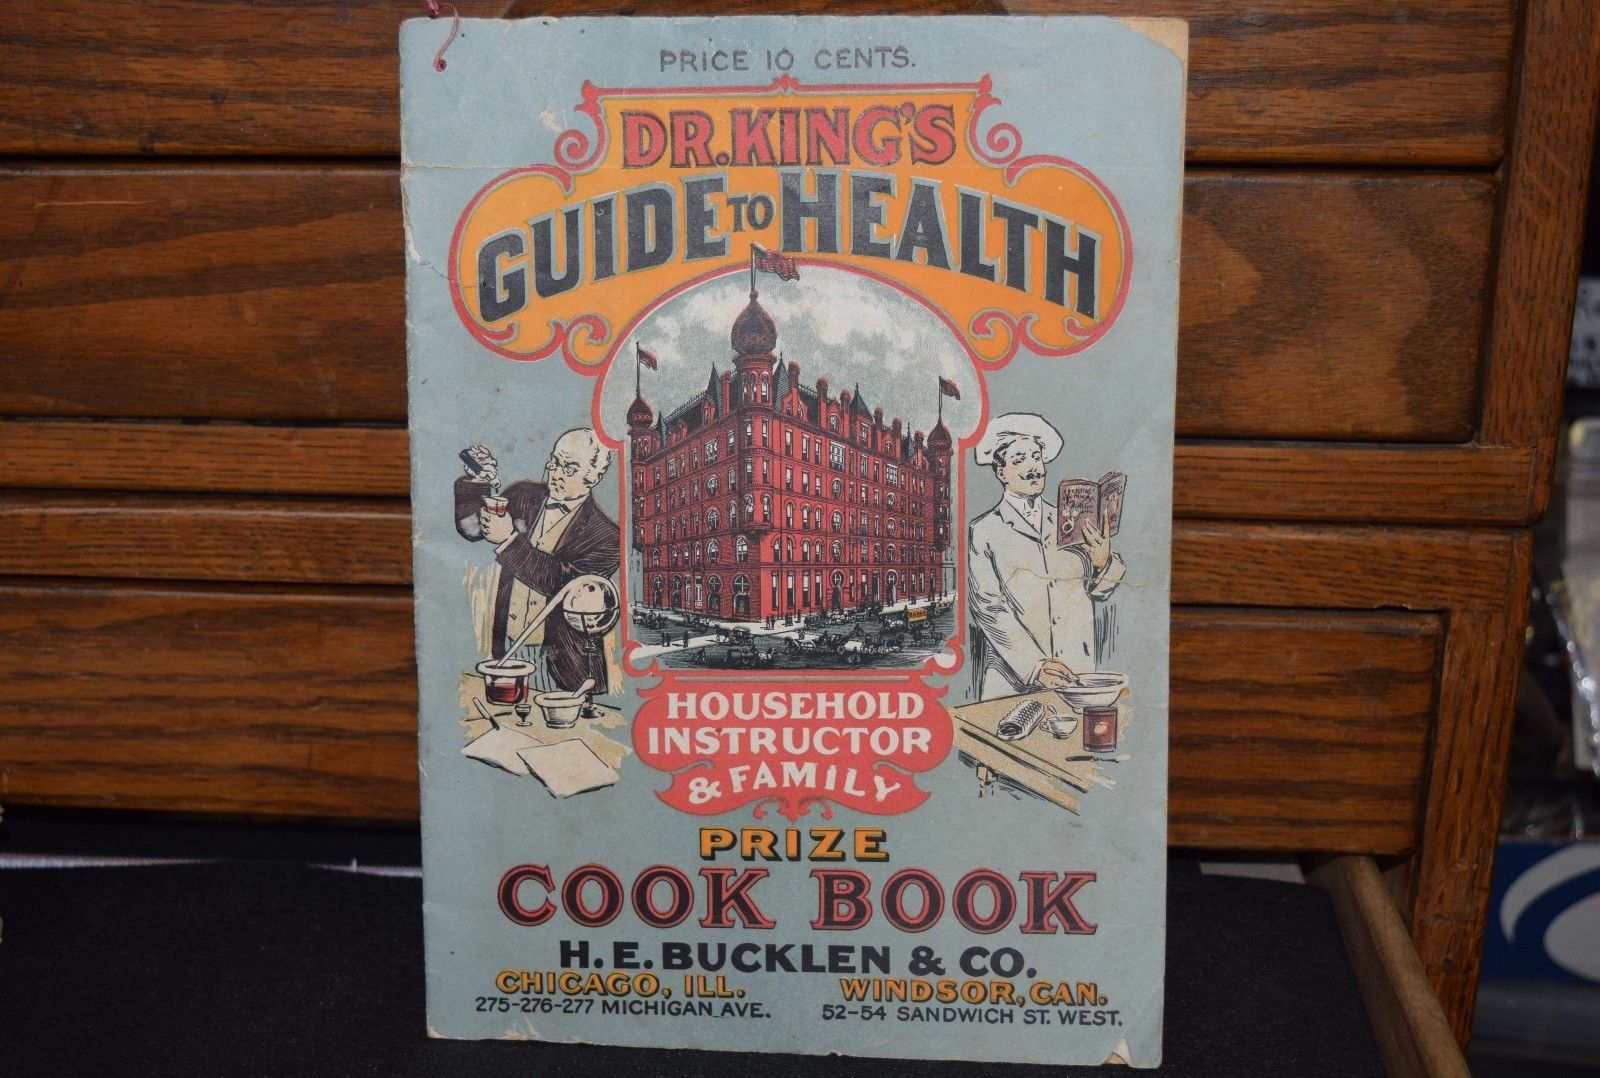 PRICE 10 CENTS.
DR. KING'S
GUIDE TO HEALTH
HOUSEHOLD
INSTRUCTOR
& FAMILY
PRIZE
COOK BOOK
H. E. BUCKLEN & CO.
CHICAGO, ILL. WINDSOR, CAN.
275-276-277 MICHIGAN AVE. 52-54 SANDWICH ST. WEST.